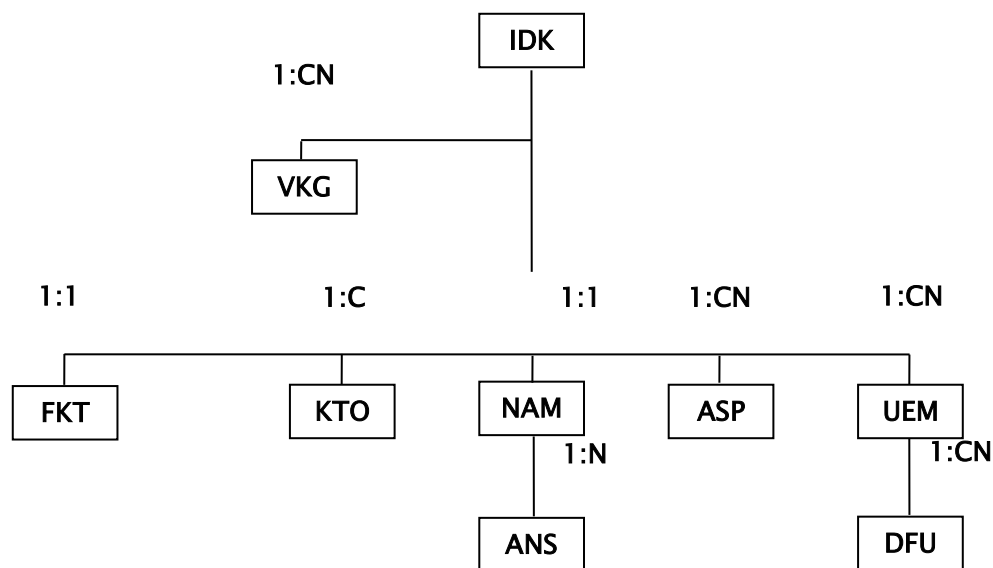 IDK
1:CN
VKG
1:1 1:C 1:1 1:CN 1:CN
FKT KTO NAM ASP UEM
1:N 1:CN
ANS DFU